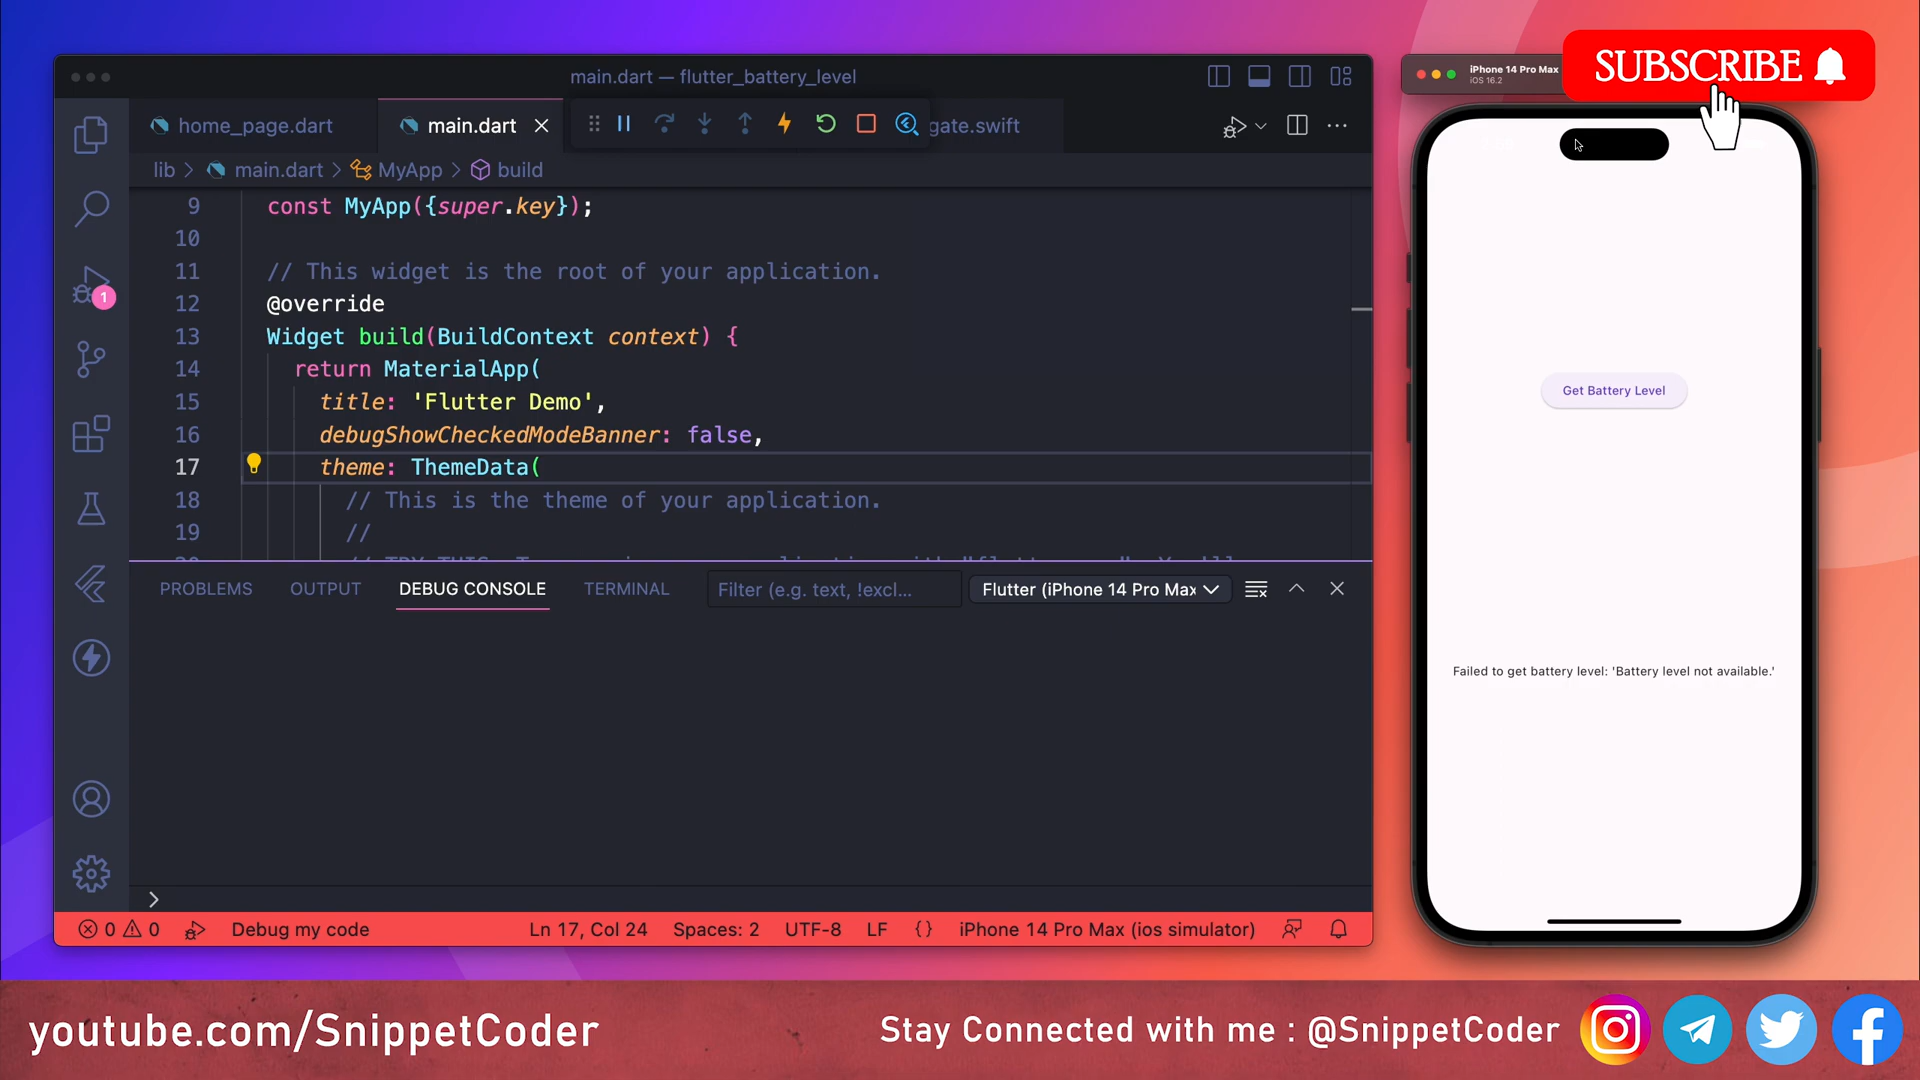 main.dart — flutter_battery_level
iPhone 14 Pro Max
iOS 16.2
SUBSCRIBE
home_page.dart
main.dart
gate.swift
lib > main.dart > MyApp > build
9 const MyApp({super.key});
10
11 // This widget is the root of your application.
12 @override
13 Widget build(BuildContext context) {
14 return MaterialApp(
15 title: 'Flutter Demo',
16 debugShowCheckedModeBanner: false,
17 theme: ThemeData(
18 // This is the theme of your application.
19 //
1
Get Battery Level
PROBLEMS OUTPUT DEBUG CONSOLE TERMINAL
Filter (e.g. text, !excl...
Flutter (iPhone 14 Pro Max
Failed to get battery level: 'Battery level not available.'
>
0 0 Debug my code
Ln 17, Col 24 Spaces: 2 UTF-8 LF {} iPhone 14 Pro Max (ios simulator)
youtube.com/SnippetCoder
Stay Connected with me : @SnippetCoder